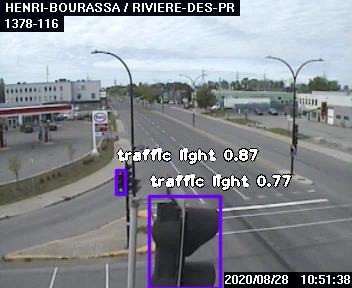 HENRI-BOURASSA / RIVIERE-DES-PR
1378-116
traffic light 0.87
traffic light 0.77
2020/08/28 10:51:38